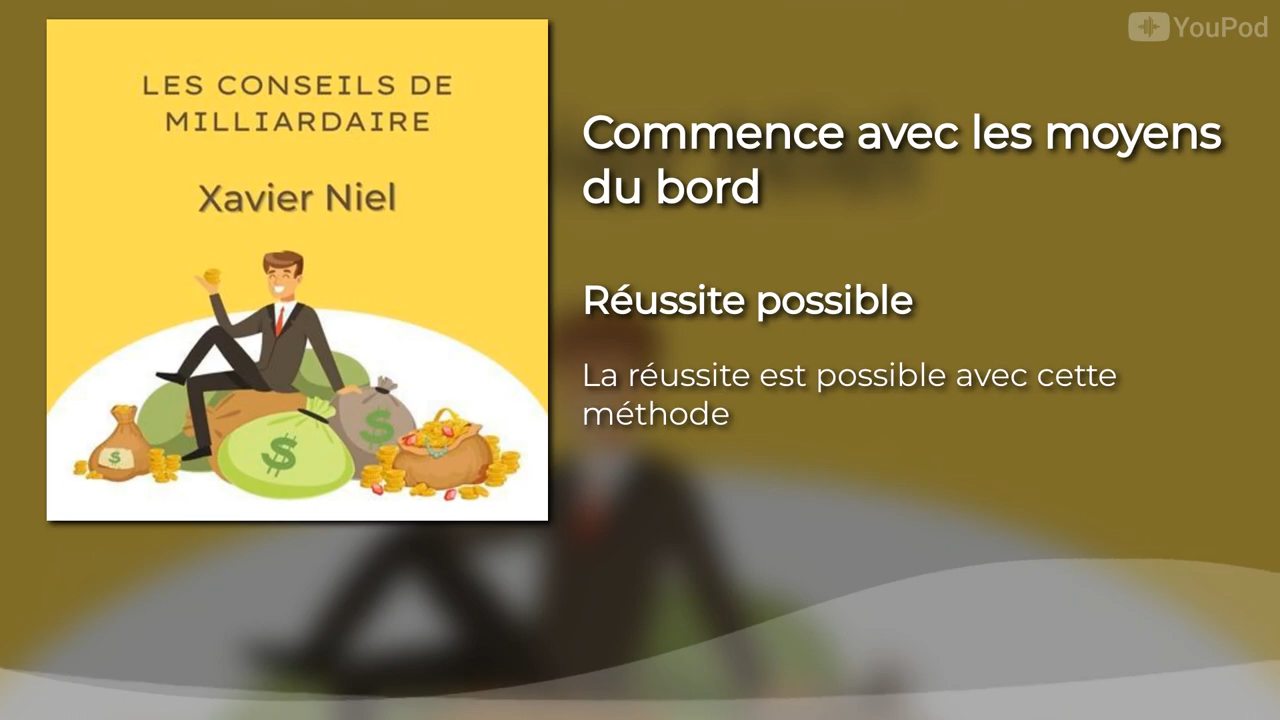 LES CONSEILS DE
MILLIARDAIRE
Xavier Niel
YouPod
Commence avec les moyens
du bord
Réussite possible
La réussite est possible avec cette
méthode
$
$
$